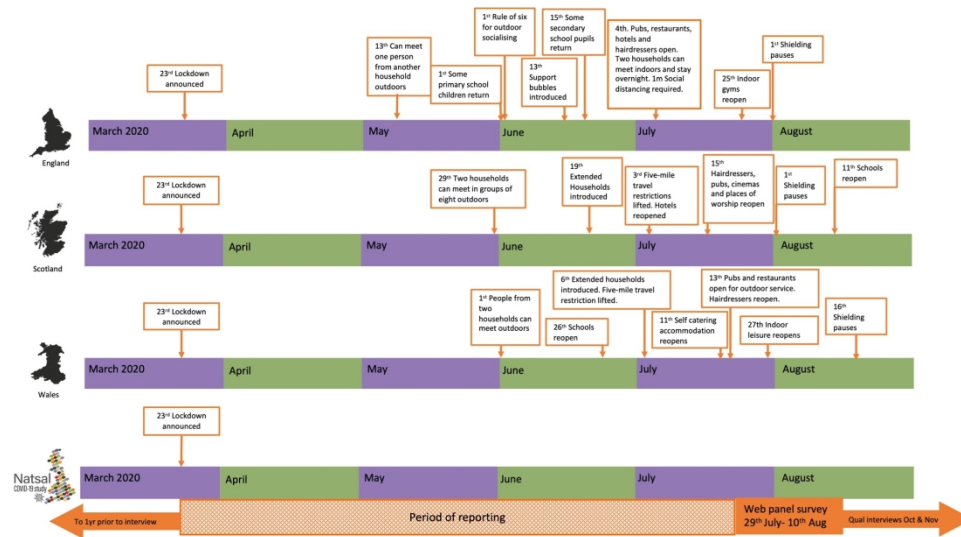 23rd Lockdown
announced
13th Can meet
one person
from another
household
outdoors
1st Some
primary school
children return
1st Rule of six
for outdoor
socialising
13th
Support
bubbles
introduced
15th Some
secondary
school pupils
return
4th. Pubs, restaurants,
hotels and
hairdressers open.
Two households can
meet indoors and stay
overnight. 1m Social
distancing required.
25th Indoor
gyms
reopen
1st Shielding
pauses
March 2020 April May June July August
England
23rd Lockdown
announced
29th Two households
can meet in groups of
eight outdoors
19th
Extended
Households
introduced
3rd Five-mile
travel
restrictions
lifted. Hotels
reopened
15th
Hairdressers,
pubs, cinemas
and places of
worship reopen
1st
Shielding
pauses
11th Schools
reopen
March 2020 April May June July August
Scotland
23rd Lockdown
announced
1st People from
two
households can
meet outdoors
26th Schools
reopen
6th Extended households
introduced. Five-mile travel
restriction lifted.
11th Self catering
accommodation
reopens
13th Pubs and restaurants
open for outdoor service.
Hairdressers reopen.
27th Indoor
leisure reopens
16th
Shielding
pauses
March 2020 April May June July August
Wales
23rd Lockdown
announced
Natsal
COVID-19 study
March 2020 April May June July August
To 1yr prior to interview
Period of reporting
Web panel survey
29th July- 10th Aug
Qual interviews Oct & Nov